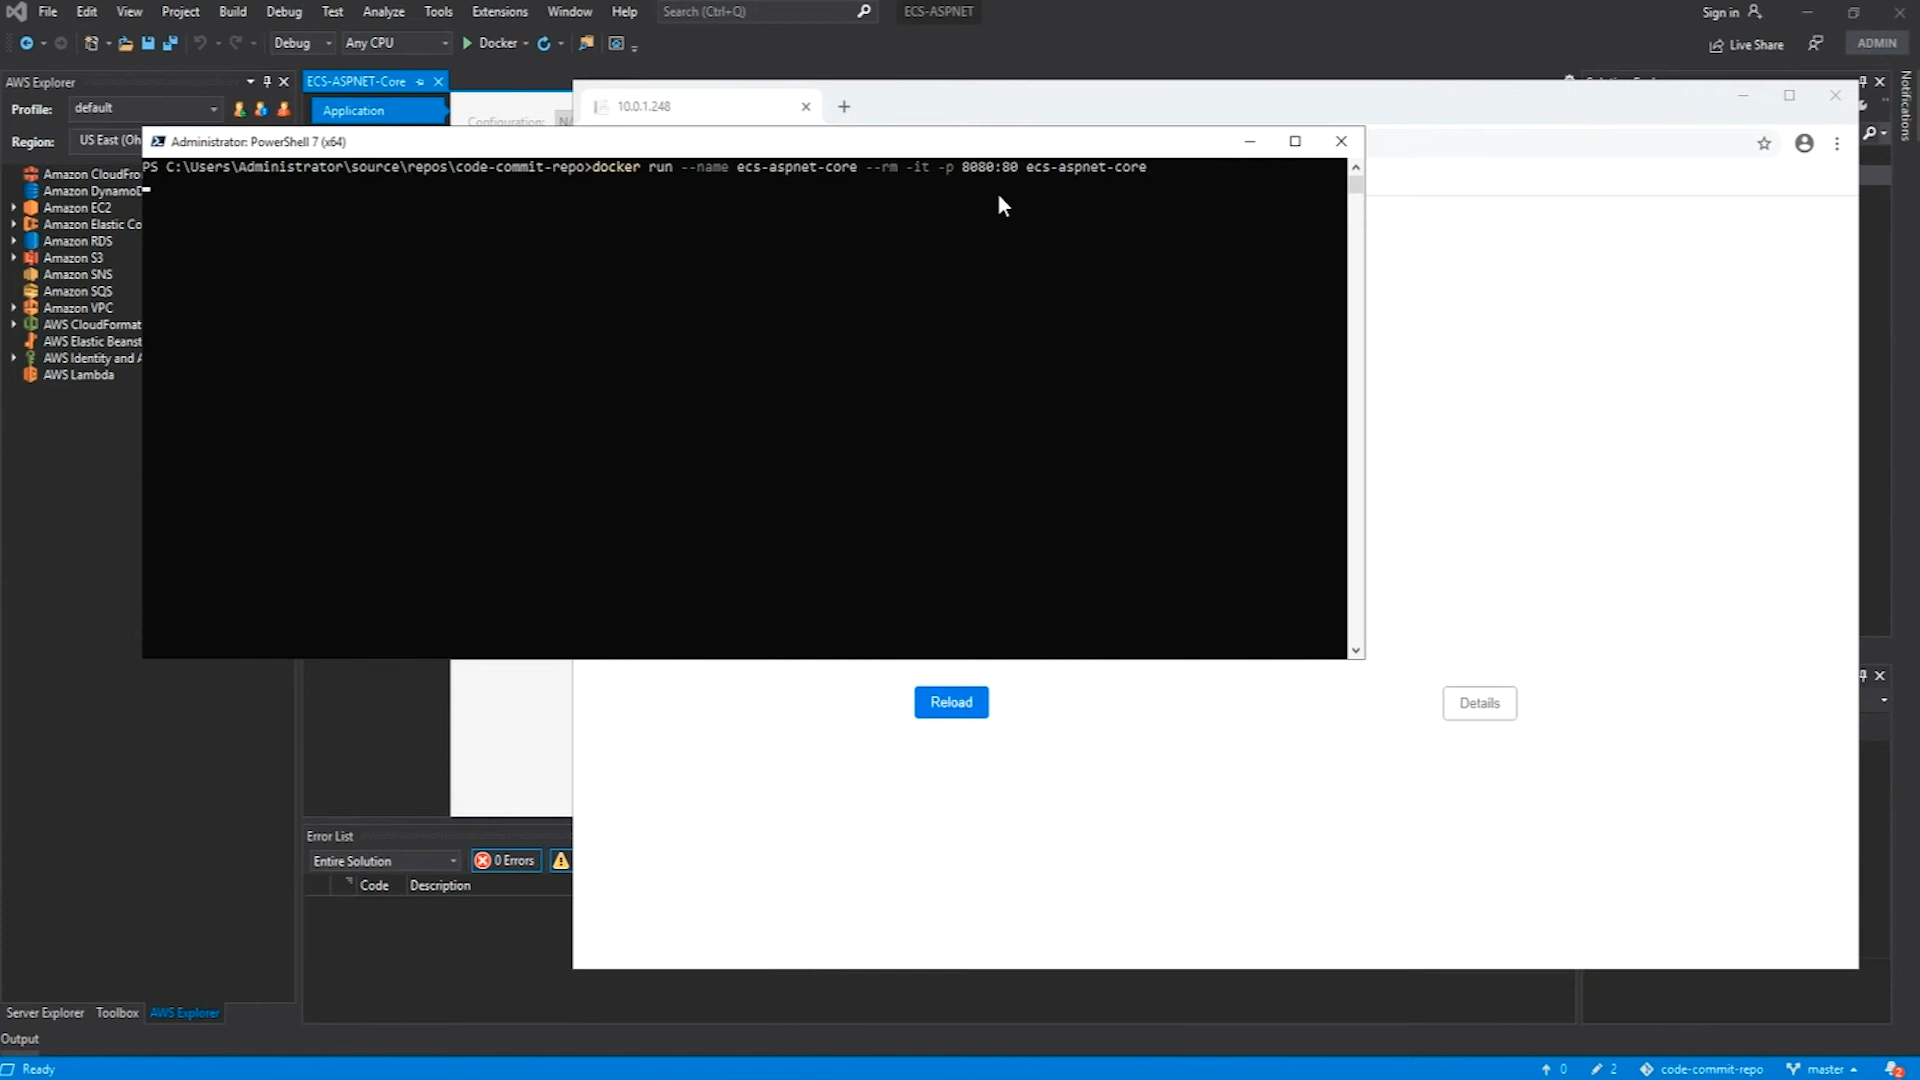 File Edit View Project Build Debug Test Analyze Tools Extensions Window Help Search (Ctrl+Q) ECS-ASPNET Sign in
Debug Any CPU Docker Live Share ADMIN
AWS Explorer
Profile: default
Region: US East (Oh
Amazon CloudFro
Amazon DynamoD
Amazon EC2
Amazon Elastic Co
Amazon RDS
Amazon S3
Amazon SNS
Amazon SQS
Amazon VPC
AWS CloudFormat
AWS Elastic Beanst
AWS Identity and A
AWS Lambda
ECS-ASPNET-Core
Application
Configuration:
10.0.1.248
Administrator: PowerShell 7 (x64)
PS C:\Users\Administrator\source\repos\code-commit-repo>docker run --name ecs-aspnet-core --rm -it -p 8080:80 ecs-aspnet-core
Reload
Details
Notifications
Error List
Entire Solution 0 Errors
Code Description
Server Explorer Toolbox AWS Explorer
Output
Ready 0 2 code-commit-repo master 2